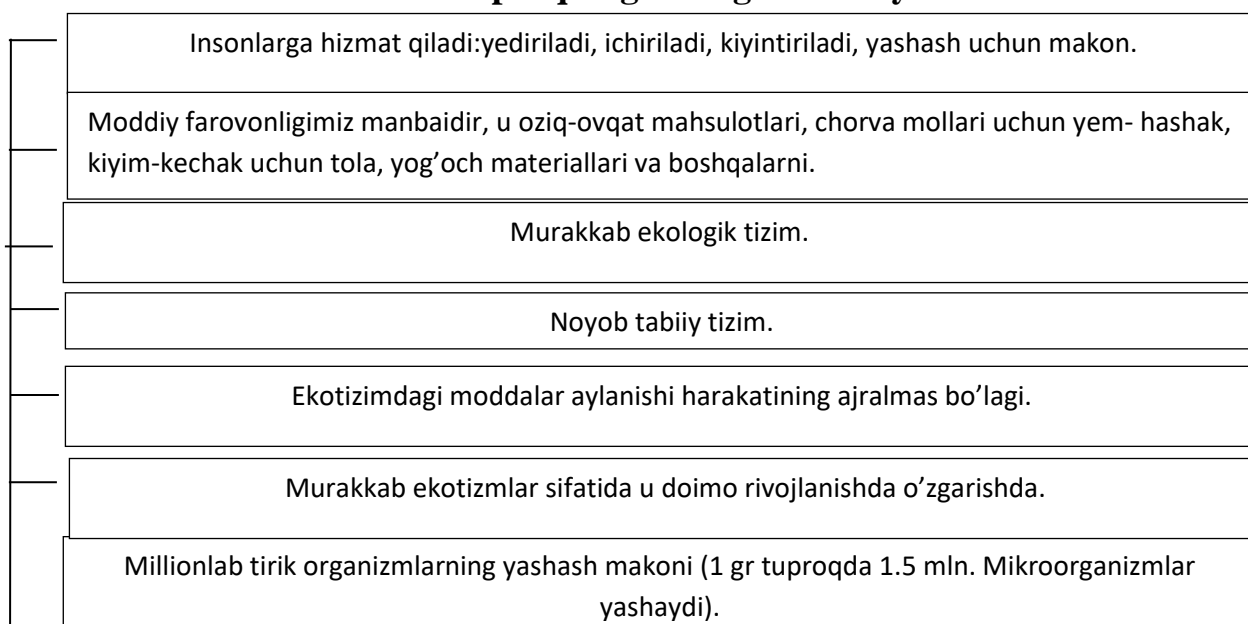 Insonlarga hizmat qiladi:yediriladi, ichiriladi, kiyintiriladi, yashash uchun makon.
Moddiy farovonligimiz manbaidir, u oziq-ovqat mahsulotlari, chorva mollari uchun yem- hashak,
kiyim-kechak uchun tola, yog’och materiallari va boshqalarni.
Murakkab ekologik tizim.
Noyob tabiiy tizim.
Ekotizimdagi moddalar aylanishi harakatining ajralmas bo’lagi.
Murakkab ekotizmlar sifatida u doimo rivojlanishda o’zgarishda.
Millionlab tirik organizmlarning yashash makoni (1 gr tuproqda 1.5 mln. Mikroorganizmlar
yashaydi).